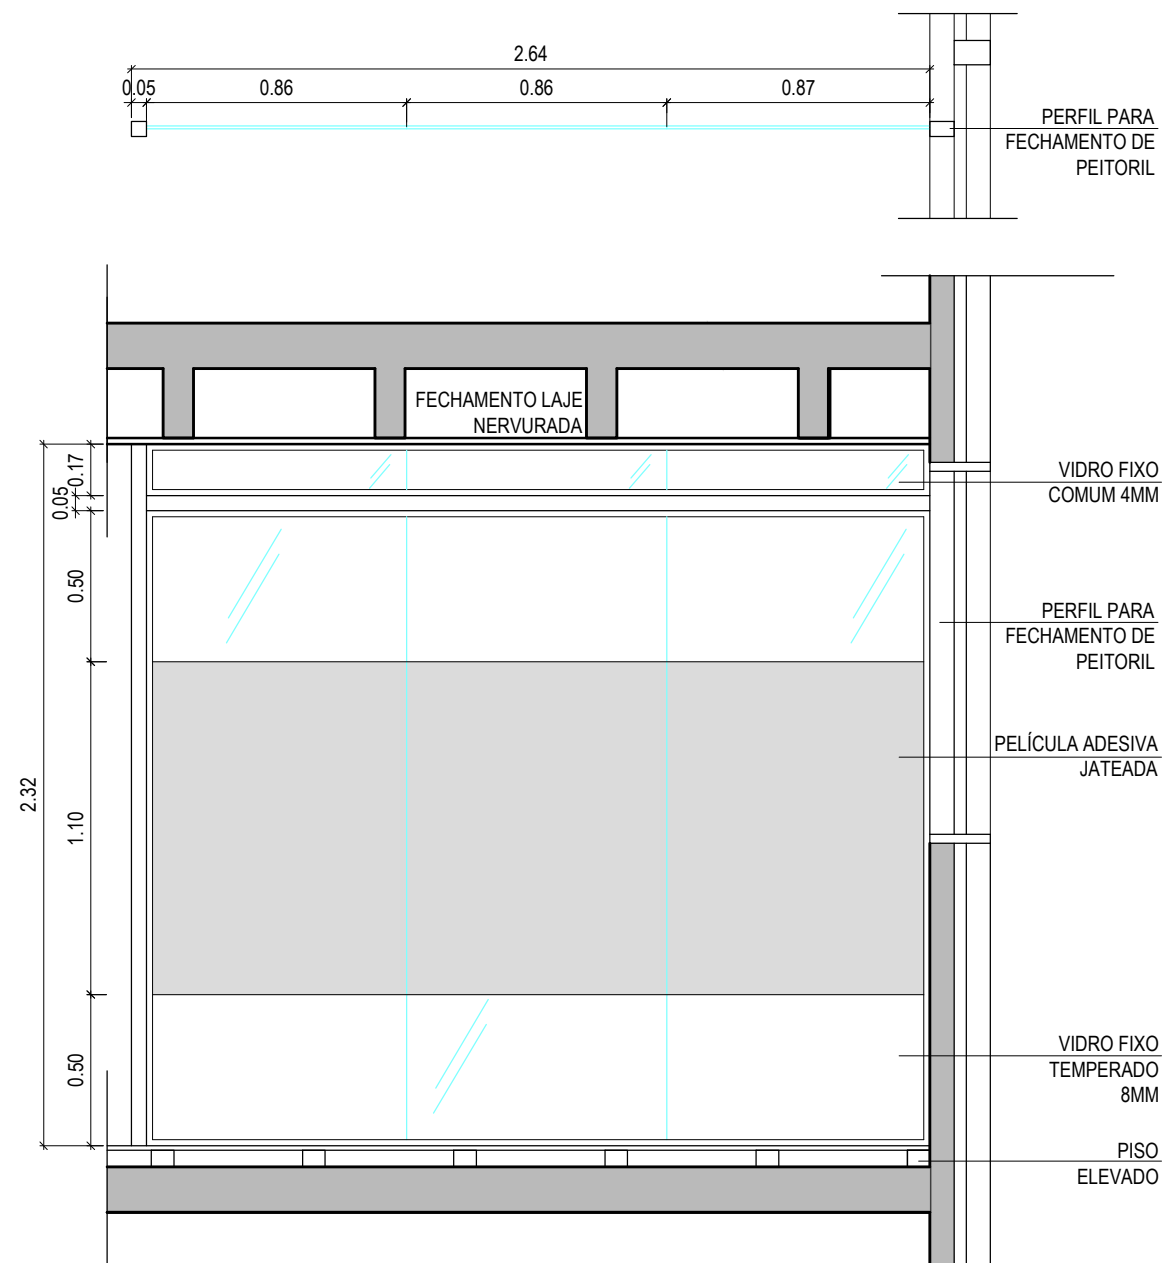 2.64
0.05 0.86 0.86 0.87
PERFIL PARA
FECHAMENTO DE
PEITORIL
FECHAMENTO LAJE
NERVURADA
0.17
0.05
VIDRO FIXO
COMUM 4MM
0.50
PERFIL PARA
FECHAMENTO DE
PEITORIL
PELÍCULA ADESIVA
JATEADA
2.32
1.10
VIDRO FIXO
TEMPERADO
8MM
0.50
PISO
ELEVADO